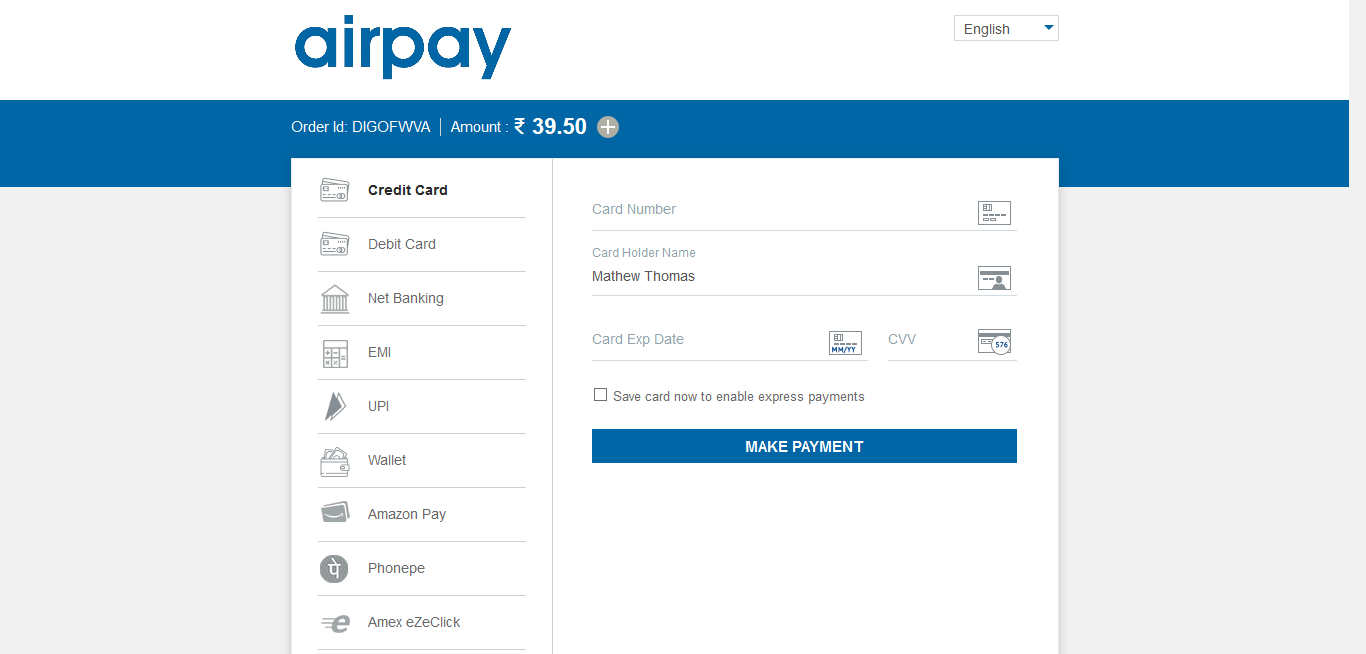 airpay
English
Order Id: DIGOFWVA | Amount : ₹ 39.50
Credit Card
Debit Card
Net Banking
EMI
UPI
Wallet
Amazon Pay
पे
Phonepe
Amex eZeClick
Card Number
Card Holder Name
Mathew Thomas
Card Exp Date
MM/YY
CVV
576
Save card now to enable express payments
MAKE PAYMENT